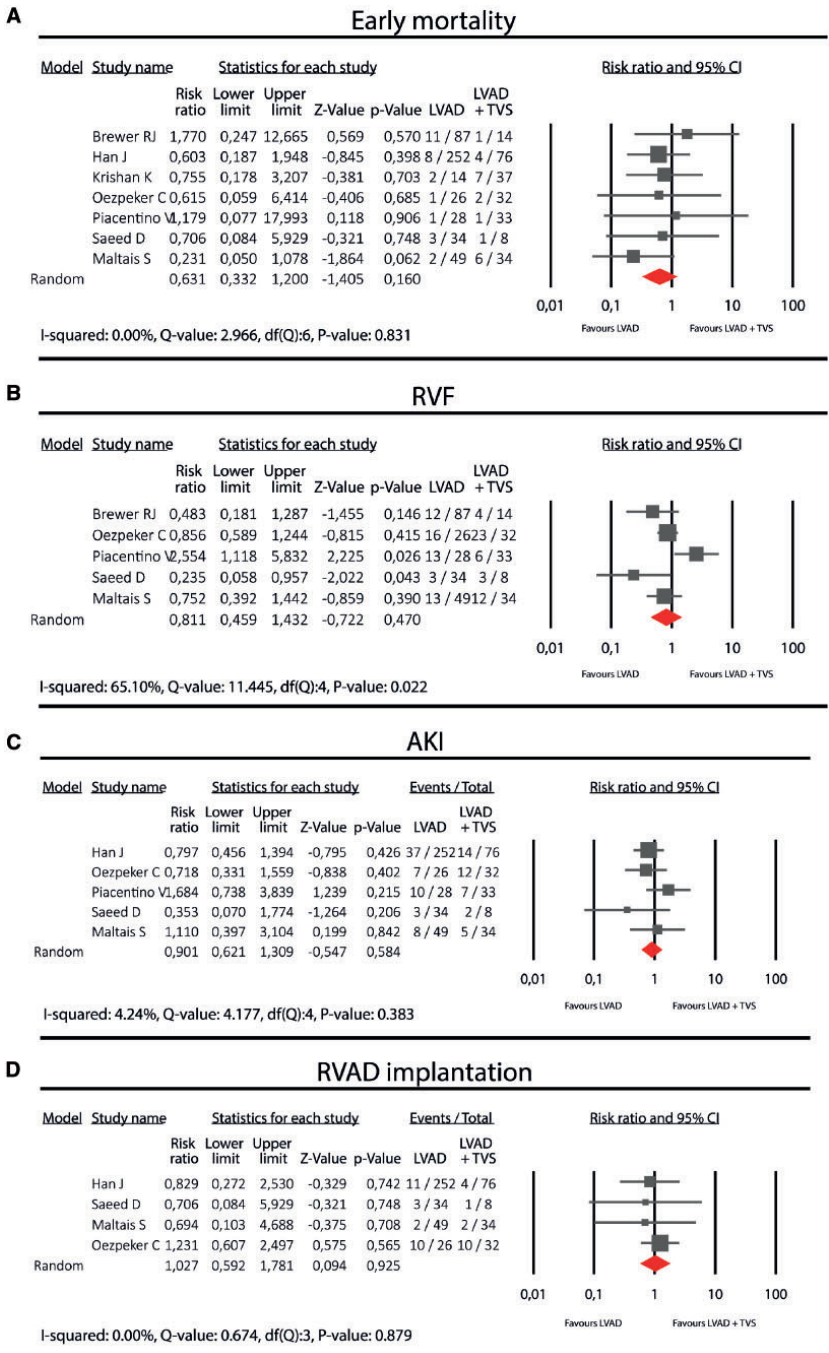 A
Early mortality
Model Study name Statistics for each study Risk ratio and 95% CI
Risk Lower Upper LVAD
ratio limit limit Z-Value p-Value LVAD + TVS
Brewer RJ 1,770 0,247 12,665 0,569 0,570 11 / 87 1 / 14
Han J 0,603 0,187 1,948 -0,845 0,398 8 / 252 4 / 76
Krishan K 0,755 0,178 3,207 -0,381 0,703 2 / 14 7 / 37
Oezpeker C 0,615 0,059 6,414 -0,406 0,685 1 / 26 2 / 32
Piacentino V 1,179 0,077 17,993 0,118 0,906 1 / 28 1 / 33
Saeed D 0,706 0,084 5,929 -0,321 0,748 3 / 34 1 / 8
Maltais S 0,231 0,050 1,078 -1,864 0,062 2 / 49 6 / 34
Random 0,631 0,332 1,200 -1,405 0,160
0,01 0,1 1 10 100
Favours LVAD Favours LVAD + TVS
I-squared: 0.00%, Q-value: 2.966, df(Q):6, P-value: 0.831
B
RVF
Model Study name Statistics for each study Risk ratio and 95% CI
Risk Lower Upper LVAD
ratio limit limit Z-Value p-Value LVAD + TVS
Brewer RJ 0,483 0,181 1,287 -1,455 0,146 12 / 87 4 / 14
Oezpeker C 0,856 0,589 1,244 -0,815 0,415 16 / 26 23 / 32
Piacentino V 2,554 1,118 5,832 2,225 0,026 13 / 28 6 / 33
Saeed D 0,235 0,058 0,957 -2,022 0,043 3 / 34 3 / 8
Maltais S 0,752 0,392 1,442 -0,859 0,390 13 / 49 12 / 34
Random 0,811 0,459 1,432 -0,722 0,470
0,01 0,1 1 10 100
Favours LVAD Favours LVAD + TVS
I-squared: 65.10%, Q-value: 11.445, df(Q):4, P-value: 0.022
C
AKI
Model Study name Statistics for each study Events / Total Risk ratio and 95% CI
Risk Lower Upper LVAD
ratio limit limit Z-Value p-Value LVAD + TVS
Han J 0,797 0,456 1,394 -0,795 0,426 37 / 252 14 / 76
Oezpeker C 0,718 0,331 1,559 -0,838 0,402 7 / 26 12 / 32
Piacentino V 1,684 0,738 3,839 1,239 0,215 10 / 28 7 / 33
Saeed D 0,353 0,070 1,774 -1,264 0,206 3 / 34 2 / 8
Maltais S 1,110 0,397 3,104 0,199 0,842 8 / 49 5 / 34
Random 0,901 0,621 1,309 -0,547 0,584
0,01 0,1 1 10 100
Favours LVAD Favours LVAD + TVS
I-squared: 4.24%, Q-value: 4.177, df(Q):4, P-value: 0.383
D
RVAD implantation
Model Study name Statistics for each study Events / Total Risk ratio and 95% CI
Risk Lower Upper LVAD
ratio limit limit Z-Value p-Value LVAD + TVS
Han J 0,829 0,272 2,530 -0,329 0,742 11 / 252 4 / 76
Saeed D 0,706 0,084 5,929 -0,321 0,748 3 / 34 1 / 8
Maltais S 0,694 0,103 4,688 -0,375 0,708 2 / 49 2 / 34
Oezpeker C 1,231 0,607 2,497 0,575 0,565 10 / 26 10 / 32
Random 1,027 0,592 1,781 0,094 0,925
0,01 0,1 1 10 100
Favours LVAD Favours LVAD + TVS
I-squared: 0.00%, Q-value: 0.674, df(Q):3, P-value: 0.879